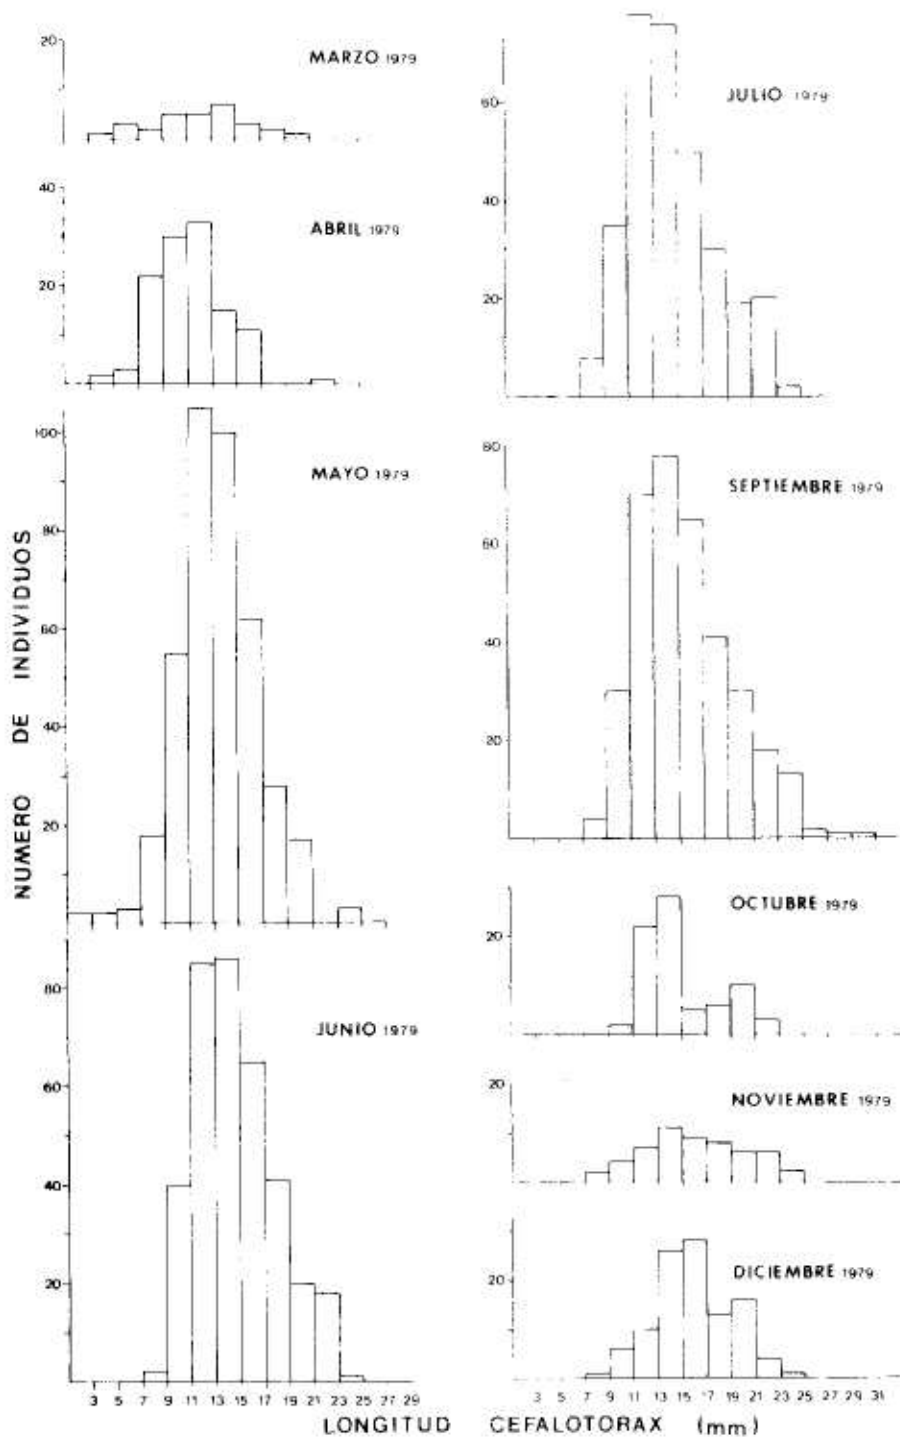 20
MARZO 1979
40
ABRIL 1979
20
100
MAYO 1979
80
60
40
20
80
JUNIO 1979
60
40
20
3 5 7 9 11 13 15 17 19 21 23 25 27 29
NUMERO DE INDIVIDUOS
JULIO 1979
60
40
20
80
SEPTIEMBRE 1979
60
40
20
OCTUBRE 1979
20
20
NOVIEMBRE 1979
DICIEMBRE 1979
20
3 5 7 9 11 13 15 17 19 21 23 25 27 29 31
LONGITUD CEFALOTORAX (mm)